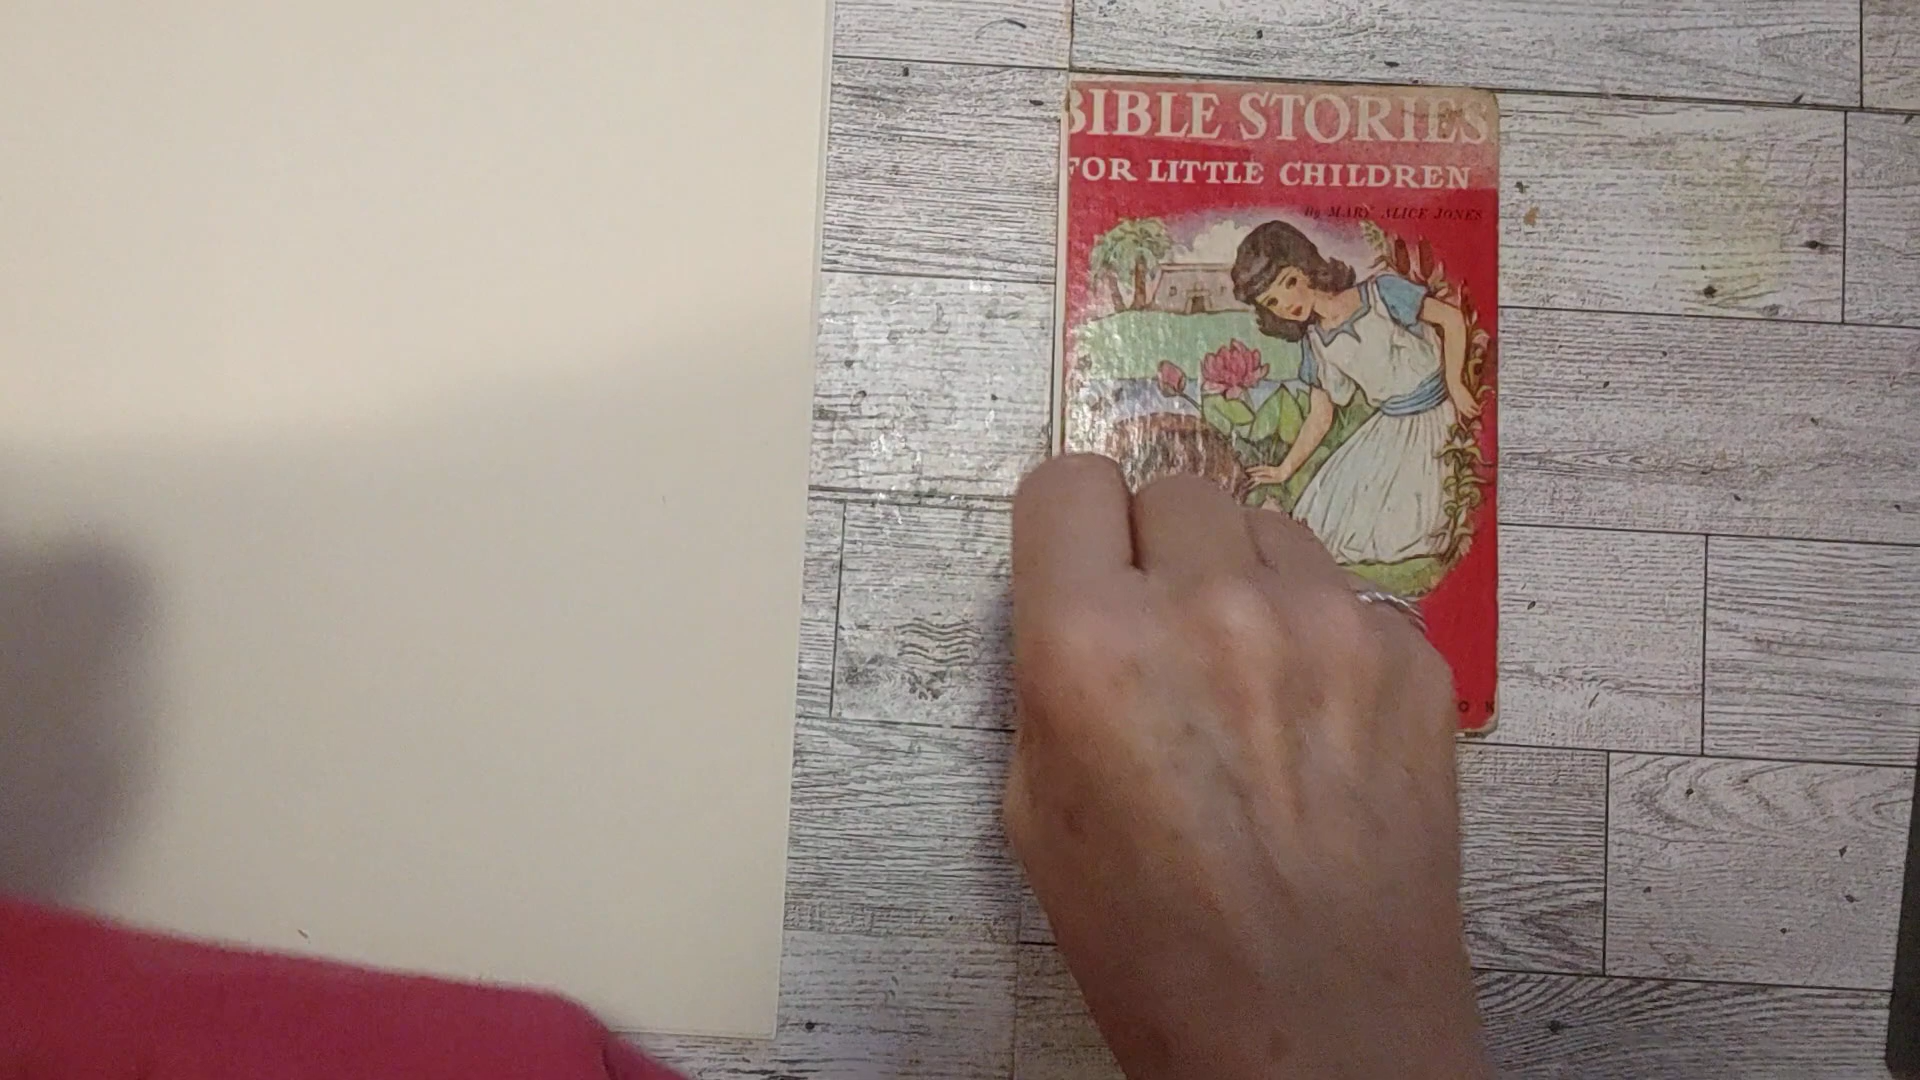 BIBLE STORIES
FOR LITTLE CHILDREN
By MARY ALICE JONES
O K